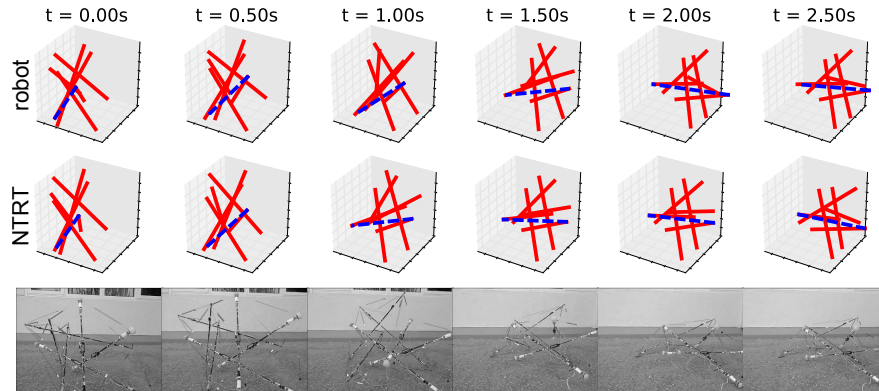 t = 0.00s t = 0.50s t = 1.00s t = 1.50s t = 2.00s t = 2.50s
robot
NTRT